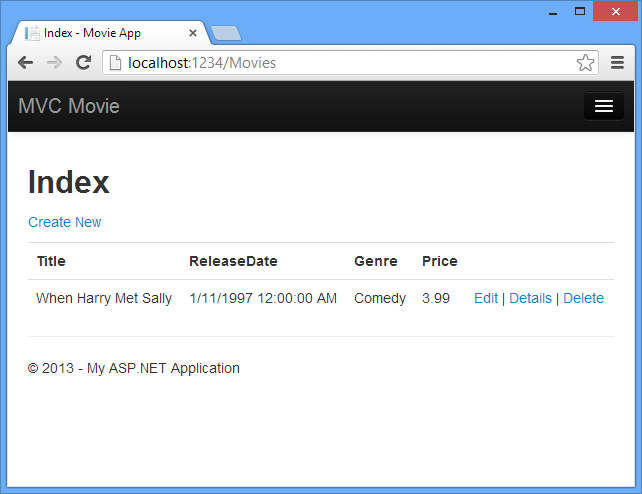 Index - Movie App
localhost:1234/Movies
MVC Movie
Index
Create New
Title ReleaseDate Genre Price
When Harry Met Sally 1/11/1997 12:00:00 AM Comedy 3.99 Edit | Details | Delete
© 2013 - My ASP.NET Application